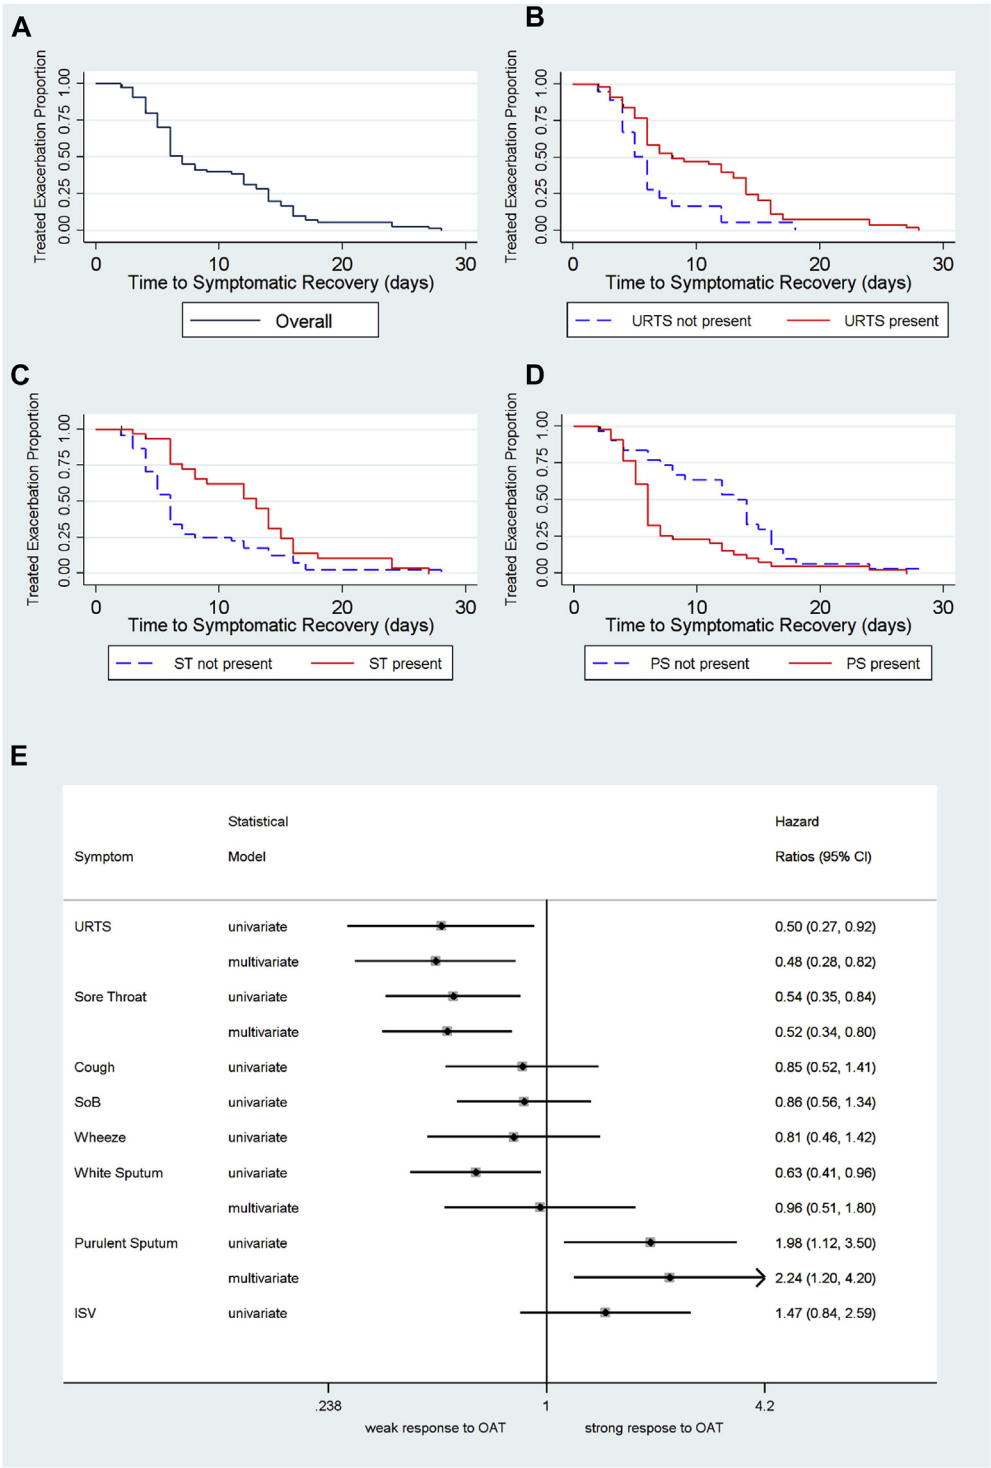 A
Treated Exacerbation Proportion
0.00 0.25 0.50 0.75 1.00
0 10 20 30
Time to Symptomatic Recovery (days)
Overall
B
Treated Exacerbation Proportion
0.00 0.25 0.50 0.75 1.00
0 10 20 30
Time to Symptomatic Recovery (days)
URTS not present URTS present
C
Treated Exacerbation Proportion
0.00 0.25 0.50 0.75 1.00
0 10 20 30
Time to Symptomatic Recovery (days)
ST not present ST present
D
Treated Exacerbation Proportion
0.00 0.25 0.50 0.75 1.00
0 10 20 30
Time to Symptomatic Recovery (days)
PS not present PS present
E
Statistical Hazard
Symptom Model Ratios (95% CI)
URTS univariate 0.50 (0.27, 0.92)
multivariate 0.48 (0.28, 0.82)
Sore Throat univariate 0.54 (0.35, 0.84)
multivariate 0.52 (0.34, 0.80)
Cough univariate 0.85 (0.52, 1.41)
SoB univariate 0.86 (0.56, 1.34)
Wheeze univariate 0.81 (0.46, 1.42)
White Sputum univariate 0.63 (0.41, 0.96)
multivariate 0.96 (0.51, 1.80)
Purulent Sputum univariate 1.98 (1.12, 3.50)
multivariate 2.24 (1.20, 4.20)
ISV univariate 1.47 (0.84, 2.59)
.238 1 4.2
weak response to OAT strong respose to OAT